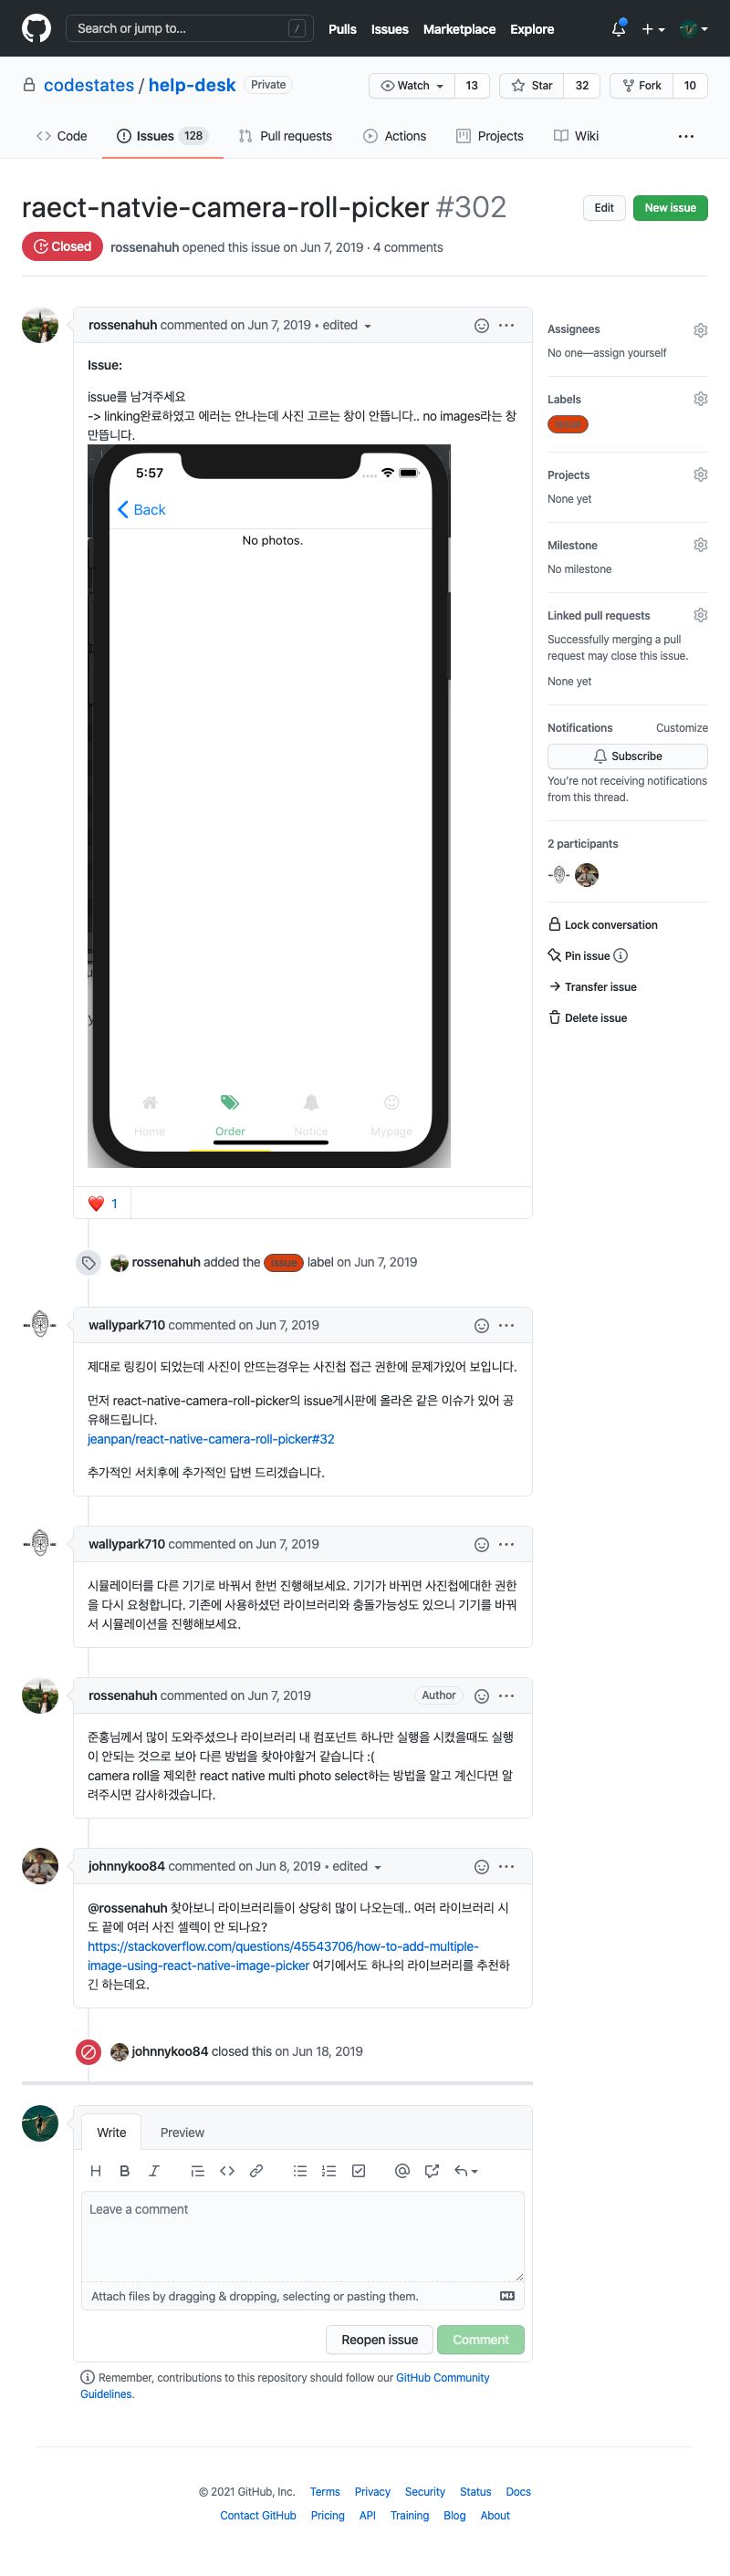 Search or jump to...
/
Pulls Issues Marketplace Explore
codestates / help-desk Private
Watch 13 Star 32 Fork 10
Code Issues 128 Pull requests Actions Projects Wiki
raect-natvie-camera-roll-picker #302
Edit New issue
Closed rossenahuh opened this issue on Jun 7, 2019 · 4 comments
rossenahuh commented on Jun 7, 2019 • edited
Issue:
issue를 남겨주세요
-> linking완료하였고 에러는 안나는데 사진 고르는 창이 안뜹니다.. no images라는 창
만뜹니다.
5:57
Back
No photos.
Home Order Notice Mypage
❤️ 1
Assignees
No one—assign yourself
Labels
issue
Projects
None yet
Milestone
No milestone
Linked pull requests
Successfully merging a pull
request may close this issue.
None yet
Notifications Customize
Subscribe
You're not receiving notifications
from this thread.
2 participants
Lock conversation
Pin issue
Transfer issue
Delete issue
rossenahuh added the issue label on Jun 7, 2019
wallypark710 commented on Jun 7, 2019
제대로 링킹이 되었는데 사진이 안뜨는경우는 사진첩 접근 권한에 문제가있어 보입니다.
먼저 react-native-camera-roll-picker의 issue게시판에 올라온 같은 이슈가 있어 공
유해드립니다.
jeanpan/react-native-camera-roll-picker#32
추가적인 서치후에 추가적인 답변 드리겠습니다.
wallypark710 commented on Jun 7, 2019
시뮬레이터를 다른 기기로 바꿔서 한번 진행해보세요. 기기가 바뀌면 사진첩에대한 권한
을 다시 요청합니다. 기존에 사용하셨던 라이브러리와 충돌가능성도 있으니 기기를 바꿔
서 시뮬레이션을 진행해보세요.
rossenahuh commented on Jun 7, 2019 Author
준홍님께서 많이 도와주셨으나 라이브러리 내 컴포넌트 하나만 실행을 시켰을때도 실행
이 안되는 것으로 보아 다른 방법을 찾아야할거 같습니다 :(
camera roll을 제외한 react native multi photo select하는 방법을 알고 계신다면 알
려주시면 감사하겠습니다.
johnnykoo84 commented on Jun 8, 2019 • edited
@rossenahuh 찾아보니 라이브러리들이 상당히 많이 나오는데.. 여러 라이브러리 시
도 끝에 여러 사진 셀렉이 안 되나요?
https://stackoverflow.com/questions/45543706/how-to-add-multiple-
image-using-react-native-image-picker 여기에서도 하나의 라이브러리를 추천하
긴 하는데요.
johnnykoo84 closed this on Jun 18, 2019
Write Preview
Leave a comment
Attach files by dragging & dropping, selecting or pasting them.
Reopen issue Comment
Remember, contributions to this repository should follow our GitHub Community
Guidelines.
© 2021 GitHub, Inc. Terms Privacy Security Status Docs
Contact GitHub Pricing API Training Blog About